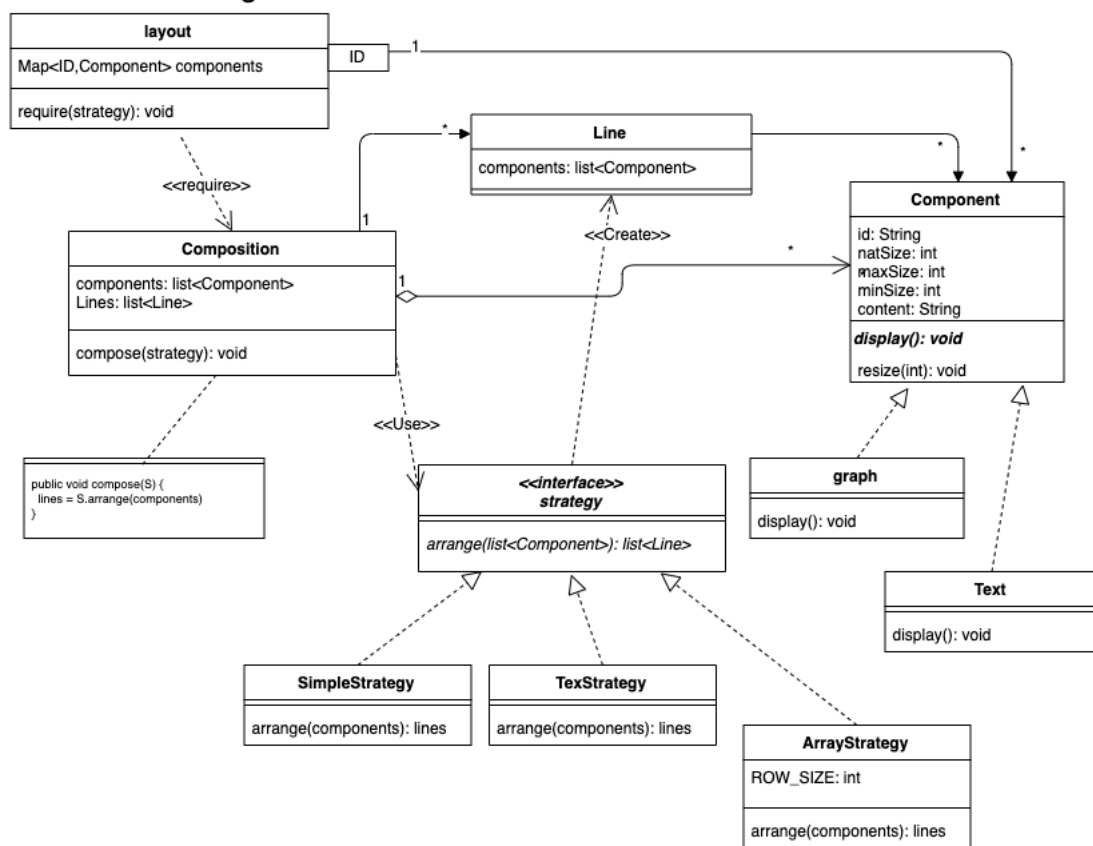 layout
Map<ID,Component> components
require(strategy): void
ID
1
*
<<require>>
*
Line
components: list<Component>
*
1
<<Create>>
Component
id: String
natSize: int
maxSize: int
minSize: int
content: String
display(): void
resize(int): void
Composition
components: list<Component>
Lines: list<Line>
compose(strategy): void
1
*
<<Use>>
public void compose(S) {
lines = S.arrange(components)
}
<<interface>>
strategy
arrange(list<Component>): list<Line>
graph
display(): void
Text
display(): void
SimpleStrategy
arrange(components): lines
TexStrategy
arrange(components): lines
ArrayStrategy
ROW_SIZE: int
arrange(components): lines